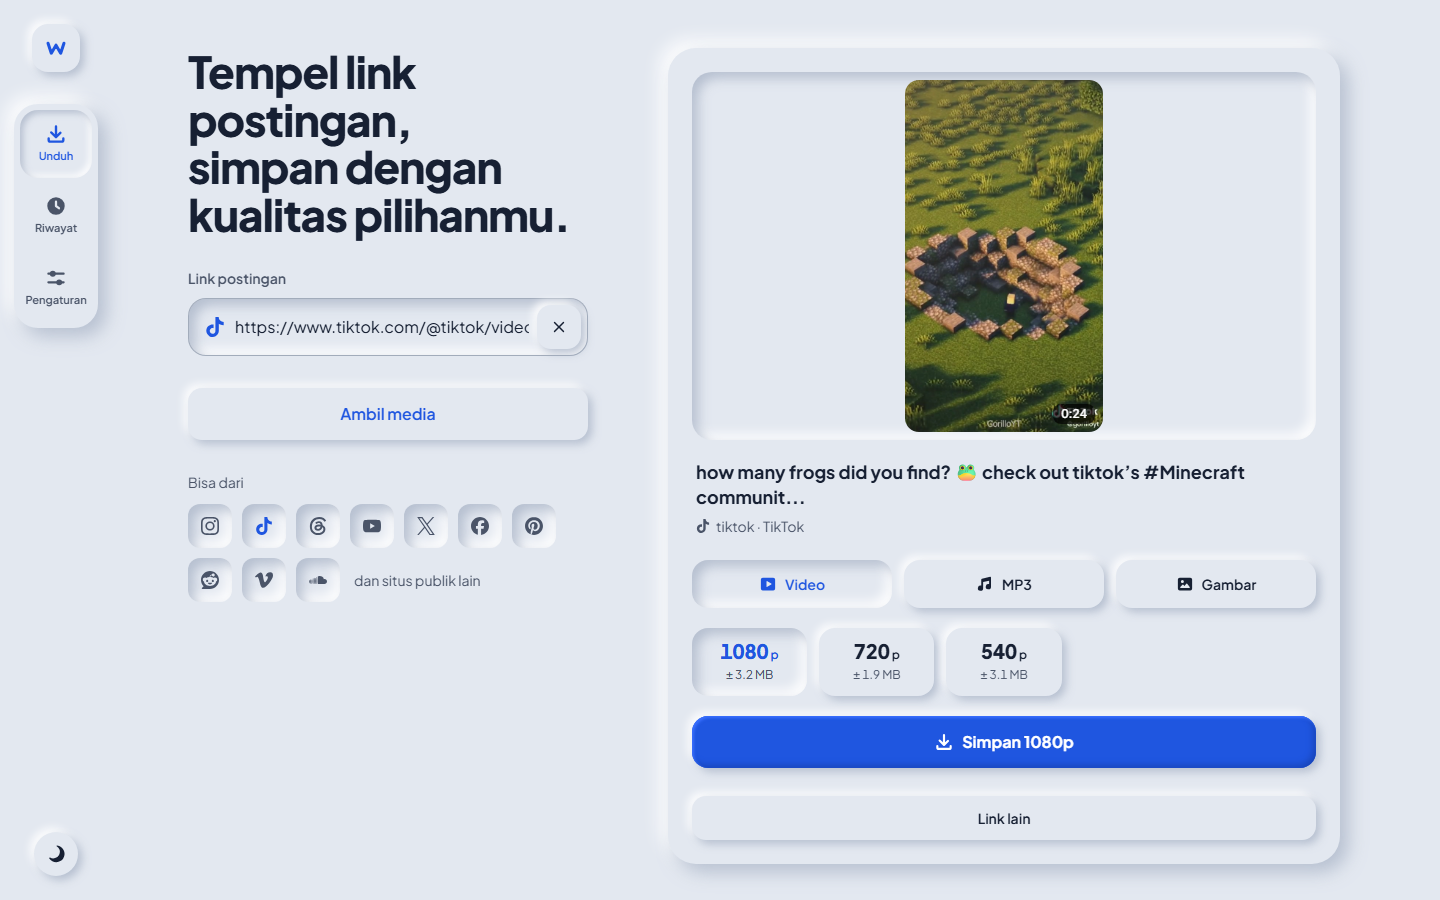 Unduh
Riwayat
Pengaturan
Tempel link
postingan,
simpan dengan
kualitas pilihanmu.
Link postingan
https://www.tiktok.com/@tiktok/videc
Ambil media
Bisa dari
dan situs publik lain
GorilloYT
0:24
how many frogs did you find? 🐸 check out tiktok’s #Minecraft
communit...
tiktok · TikTok
Video
MP3
Gambar
1080p
± 3.2 MB
720p
± 1.9 MB
540p
± 3.1 MB
Simpan 1080p
Link lain